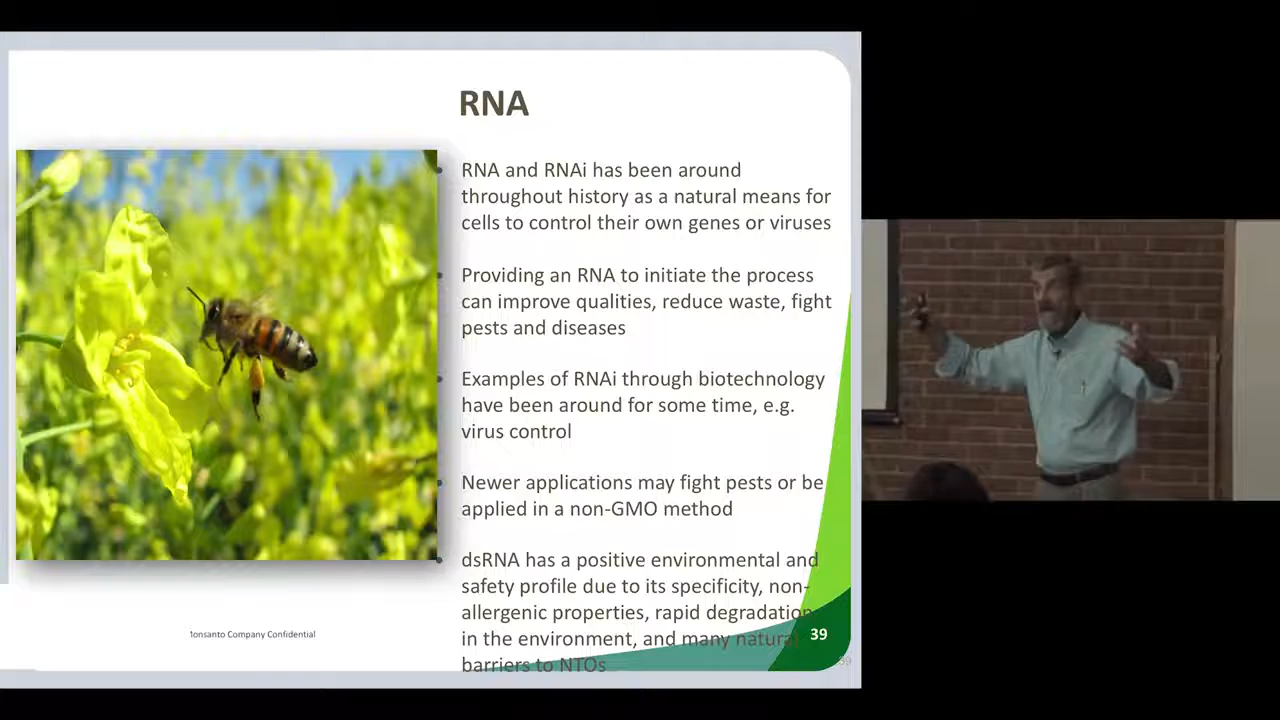 RNA
• RNA and RNAi has been around
throughout history as a natural means for
cells to control their own genes or viruses
• Providing an RNA to initiate the process
can improve qualities, reduce waste, fight
pests and diseases
• Examples of RNAi through biotechnology
have been around for some time, e.g.
virus control
• Newer applications may fight pests or be
applied in a non-GMO method
• dsRNA has a positive environmental and
safety profile due to its specificity, non-
allergenic properties, rapid degradation
in the environment, and many natural
barriers to NTOs
Monsanto Company Confidential
39
39